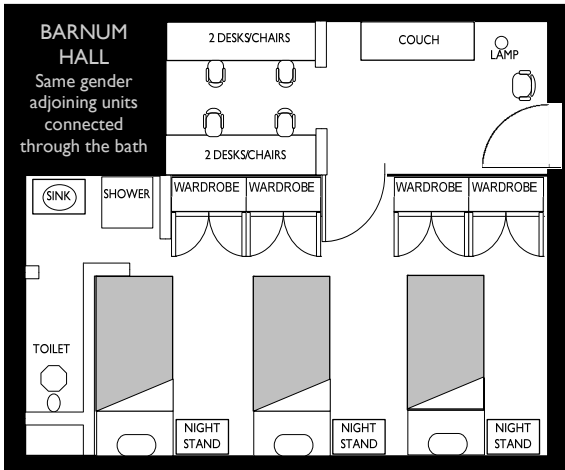 BARNUM
HALL
Same gender
adjoining units
connected
through the bath
2 DESKS/CHAIRS
COUCH
LAMP
2 DESKS/CHAIRS
SINK
SHOWER
WARDROBE
WARDROBE
WARDROBE
WARDROBE
TOILET
NIGHT
STAND
NIGHT
STAND
NIGHT
STAND